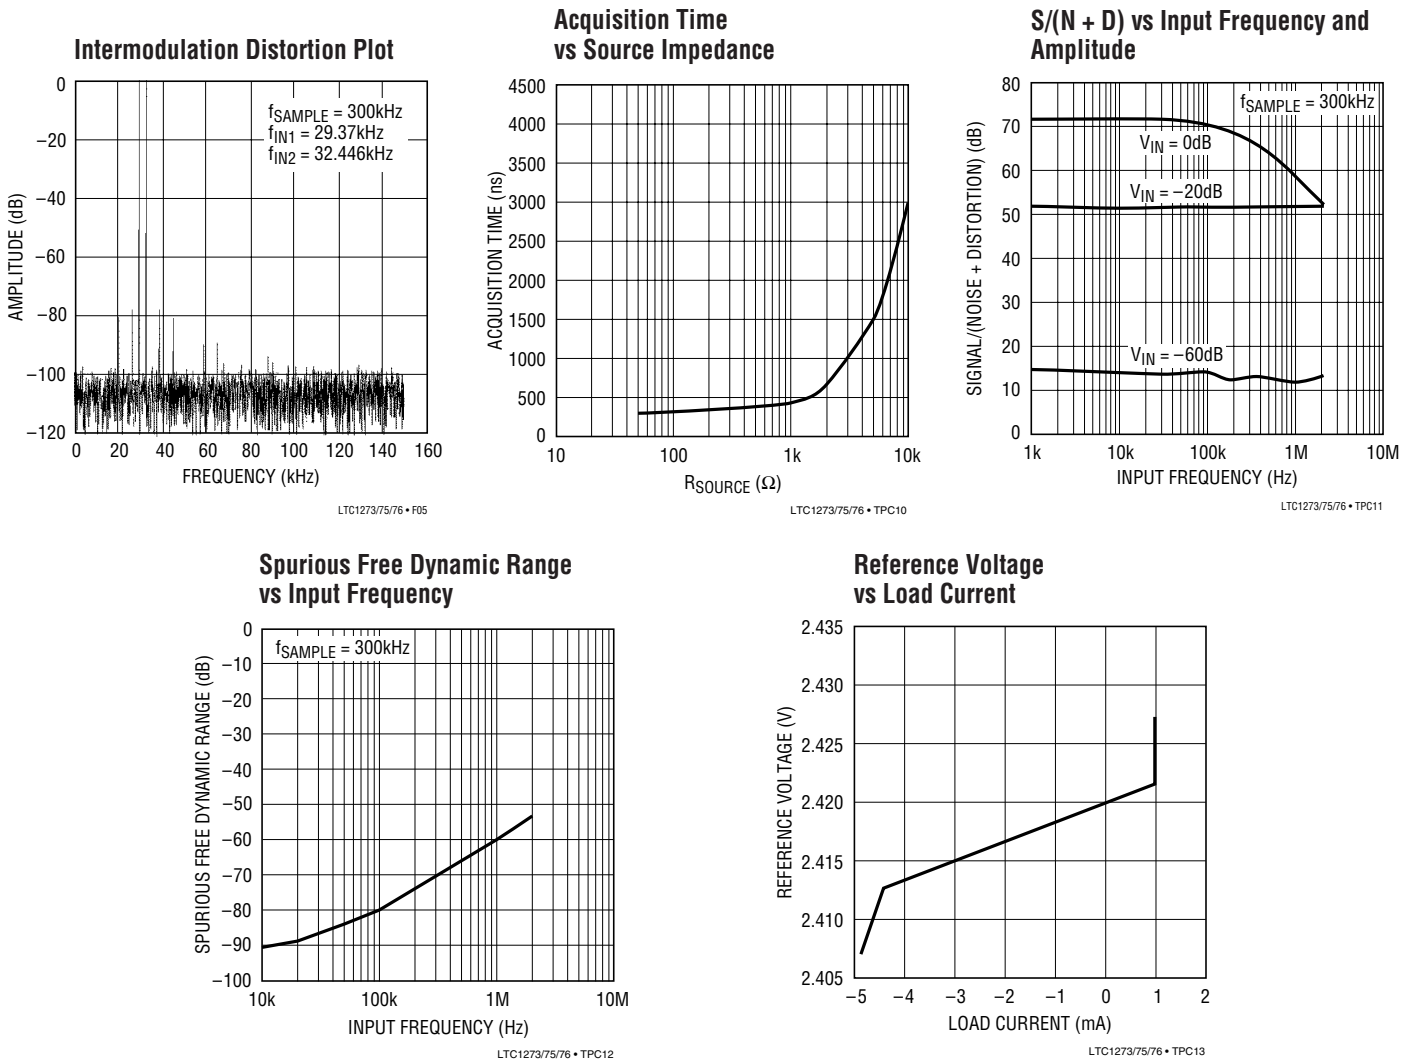 Intermodulation Distortion Plot
AMPLITUDE (dB)
0
–20
–40
–60
–80
–100
–120
fSAMPLE = 300kHz
fIN1 = 29.37kHz
fIN2 = 32.446kHz
0 20 40 60 80 100 120 140 160
FREQUENCY (kHz)
LTC1273/75/76 • F05
Acquisition Time
vs Source Impedance
ACQUISITION TIME (ns)
4500
4000
3500
3000
2500
2000
1500
1000
500
0
10 100 1k 10k
RSOURCE (Ω)
LTC1273/75/76 • TPC10
S/(N + D) vs Input Frequency and
Amplitude
SIGNAL/(NOISE + DISTORTION) (dB)
80
70
60
50
40
30
20
10
0
fSAMPLE = 300kHz
VIN = 0dB
VIN = –20dB
VIN = –60dB
1k 10k 100k 1M 10M
INPUT FREQUENCY (Hz)
LTC1273/75/76 • TPC11
Spurious Free Dynamic Range
vs Input Frequency
SPURIOUS FREE DYNAMIC RANGE (dB)
0
–10
–20
–30
–40
–50
–60
–70
–80
–90
–100
fSAMPLE = 300kHz
10k 100k 1M 10M
INPUT FREQUENCY (Hz)
LTC1273/75/76 • TPC12
Reference Voltage
vs Load Current
REFERENCE VOLTAGE (V)
2.435
2.430
2.425
2.420
2.415
2.410
2.405
–5 –4 –3 –2 –1 0 1 2
LOAD CURRENT (mA)
LTC1273/75/76 • TPC13